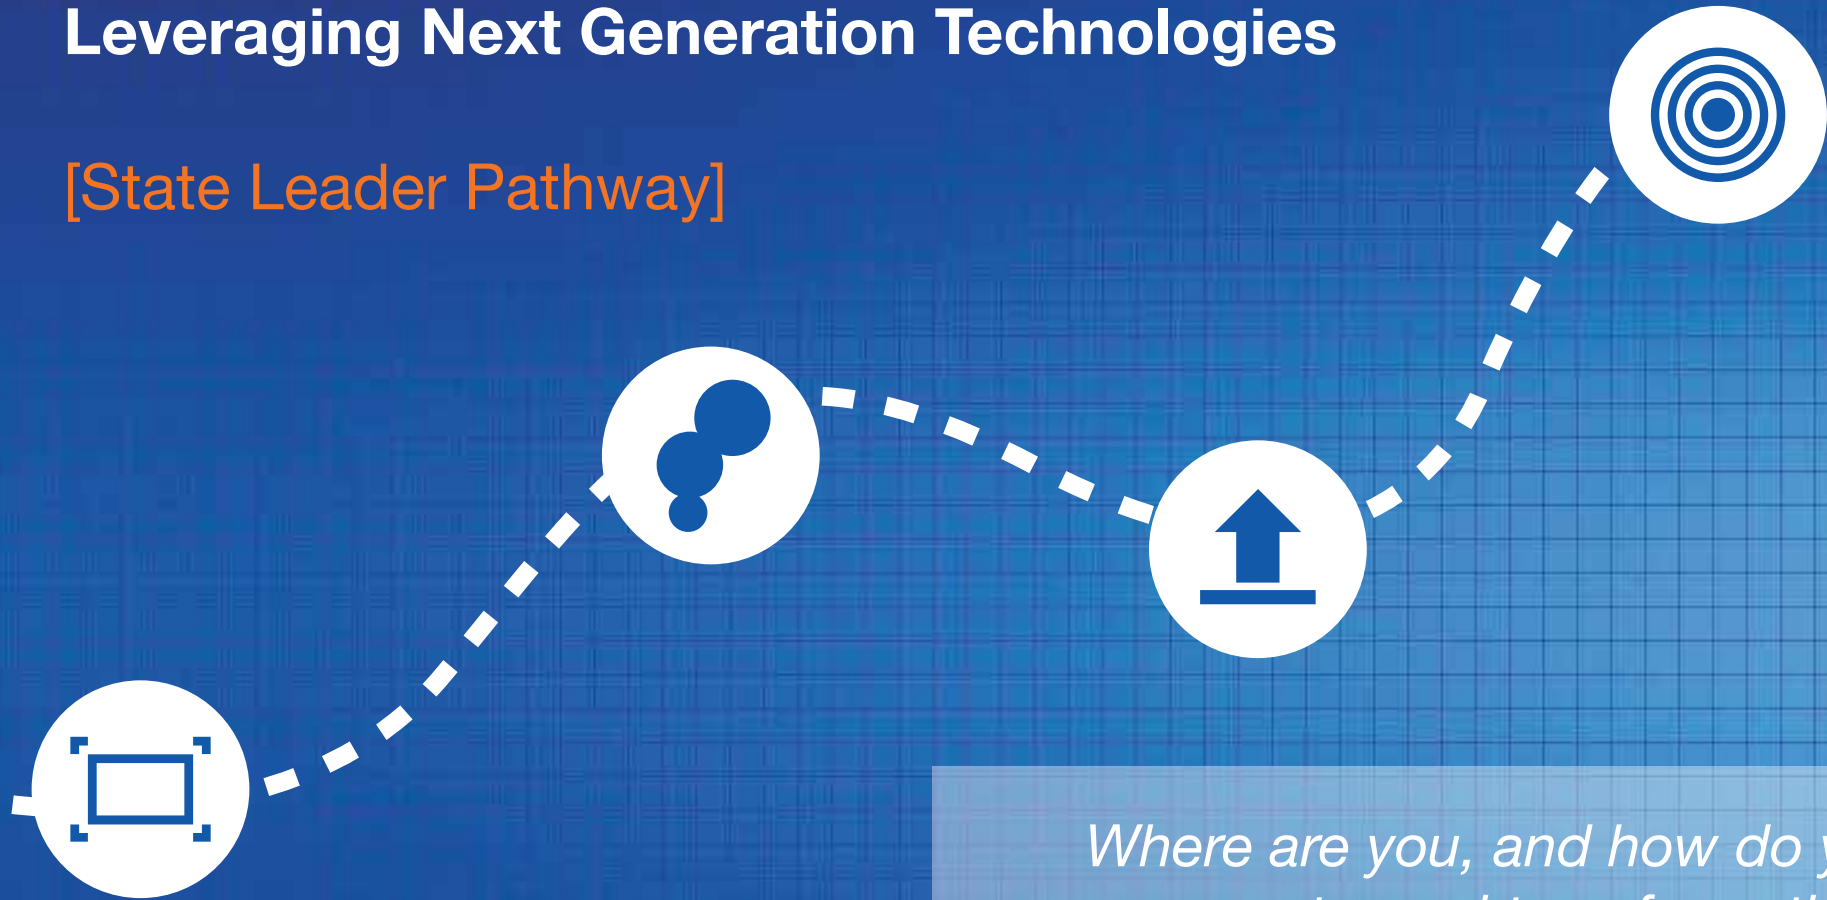 Leveraging Next Generation Technologies
[State Leader Pathway]
Where are you, and how do